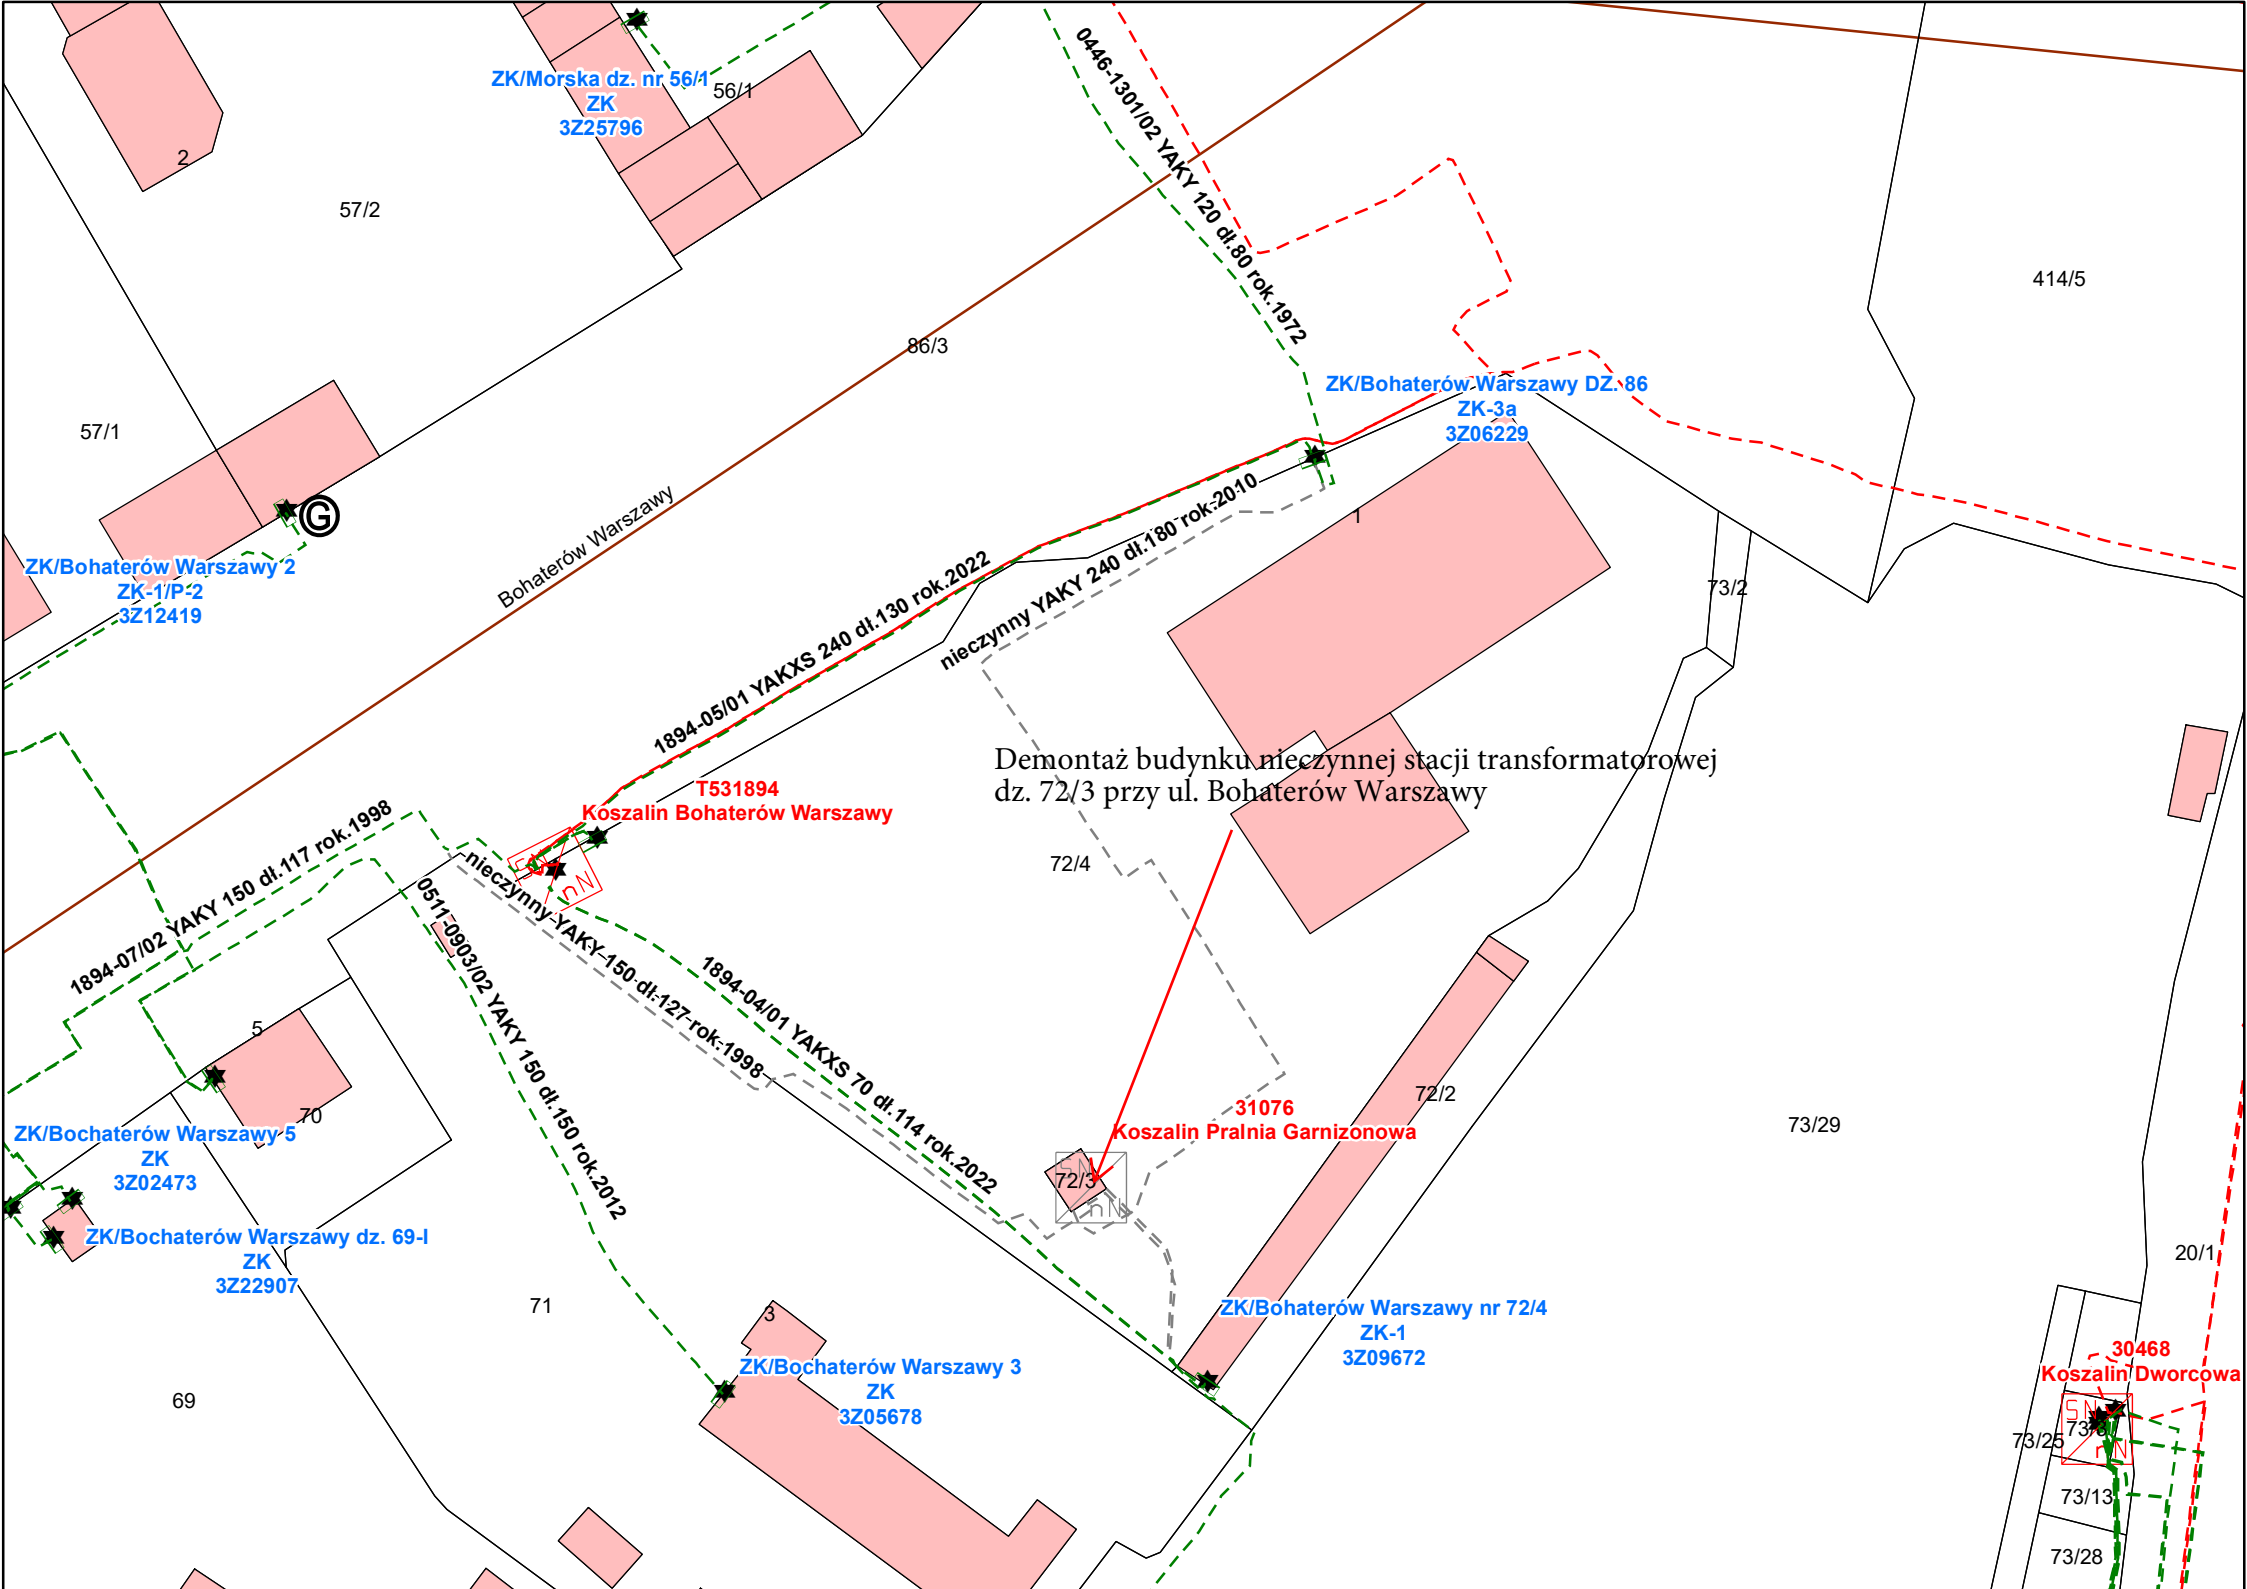 ZK/Morska dz. nr 56/1
ZK
3Z25796
56/1
2
57/2
0446-1301/02 YAKY 120 dł.80 rok.1972
414/5
86/3
57/1
ZK/Bohaterów Warszawy DZ. 86
ZK-3a
3Z06229
G
Bohaterów Warszawy
ZK/Bohaterów Warszawy 2
ZK-1/P-2
3Z12419
1894-05/01 YAKXS 240 dł.130 rok.2022
nieczynny YAKY 240 dł.180 rok.2010
1
73/2
Demontaż budynku nieczynnej stacji transformatorowej
dz. 72/3 przy ul. Bohaterów Warszawy
T531894
Koszalin Bohaterów Warszawy
SN
nN
72/4
1894-07/02 YAKY 150 dł.117 rok.1998
nieczynny YAKY 150 dł.127 rok.1998
0511-0903/02 YAKY 150 dł.150 rok.2012
1894-04/01 YAKXS 70 dł.114 rok.2022
5
70
72/2
73/29
31076
Koszalin Pralnia Garnizonowa
SN
72/3
nN
ZK/Bochaterów Warszawy 5
ZK
3Z02473
ZK/Bochaterów Warszawy dz. 69-I
ZK
3Z22907
20/1
71
3
ZK/Bohaterów Warszawy nr 72/4
ZK-1
3Z09672
ZK/Bochaterów Warszawy 3
ZK
3Z05678
69
30468
Koszalin Dworcowa
SN
nN
73/25
73/13
73/28